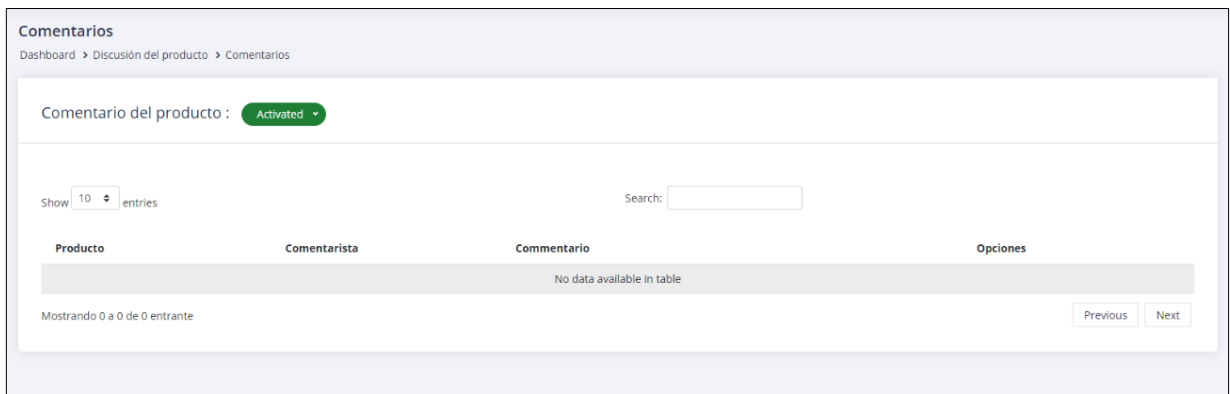 Comentarios
Dashboard > Discusión del producto > Comentarios
Comentario del producto : Activated
Show 10 entries Search:
Producto Comentarista Commentario Opciones
No data available in table
Mostrando 0 a 0 de 0 entrante Previous Next